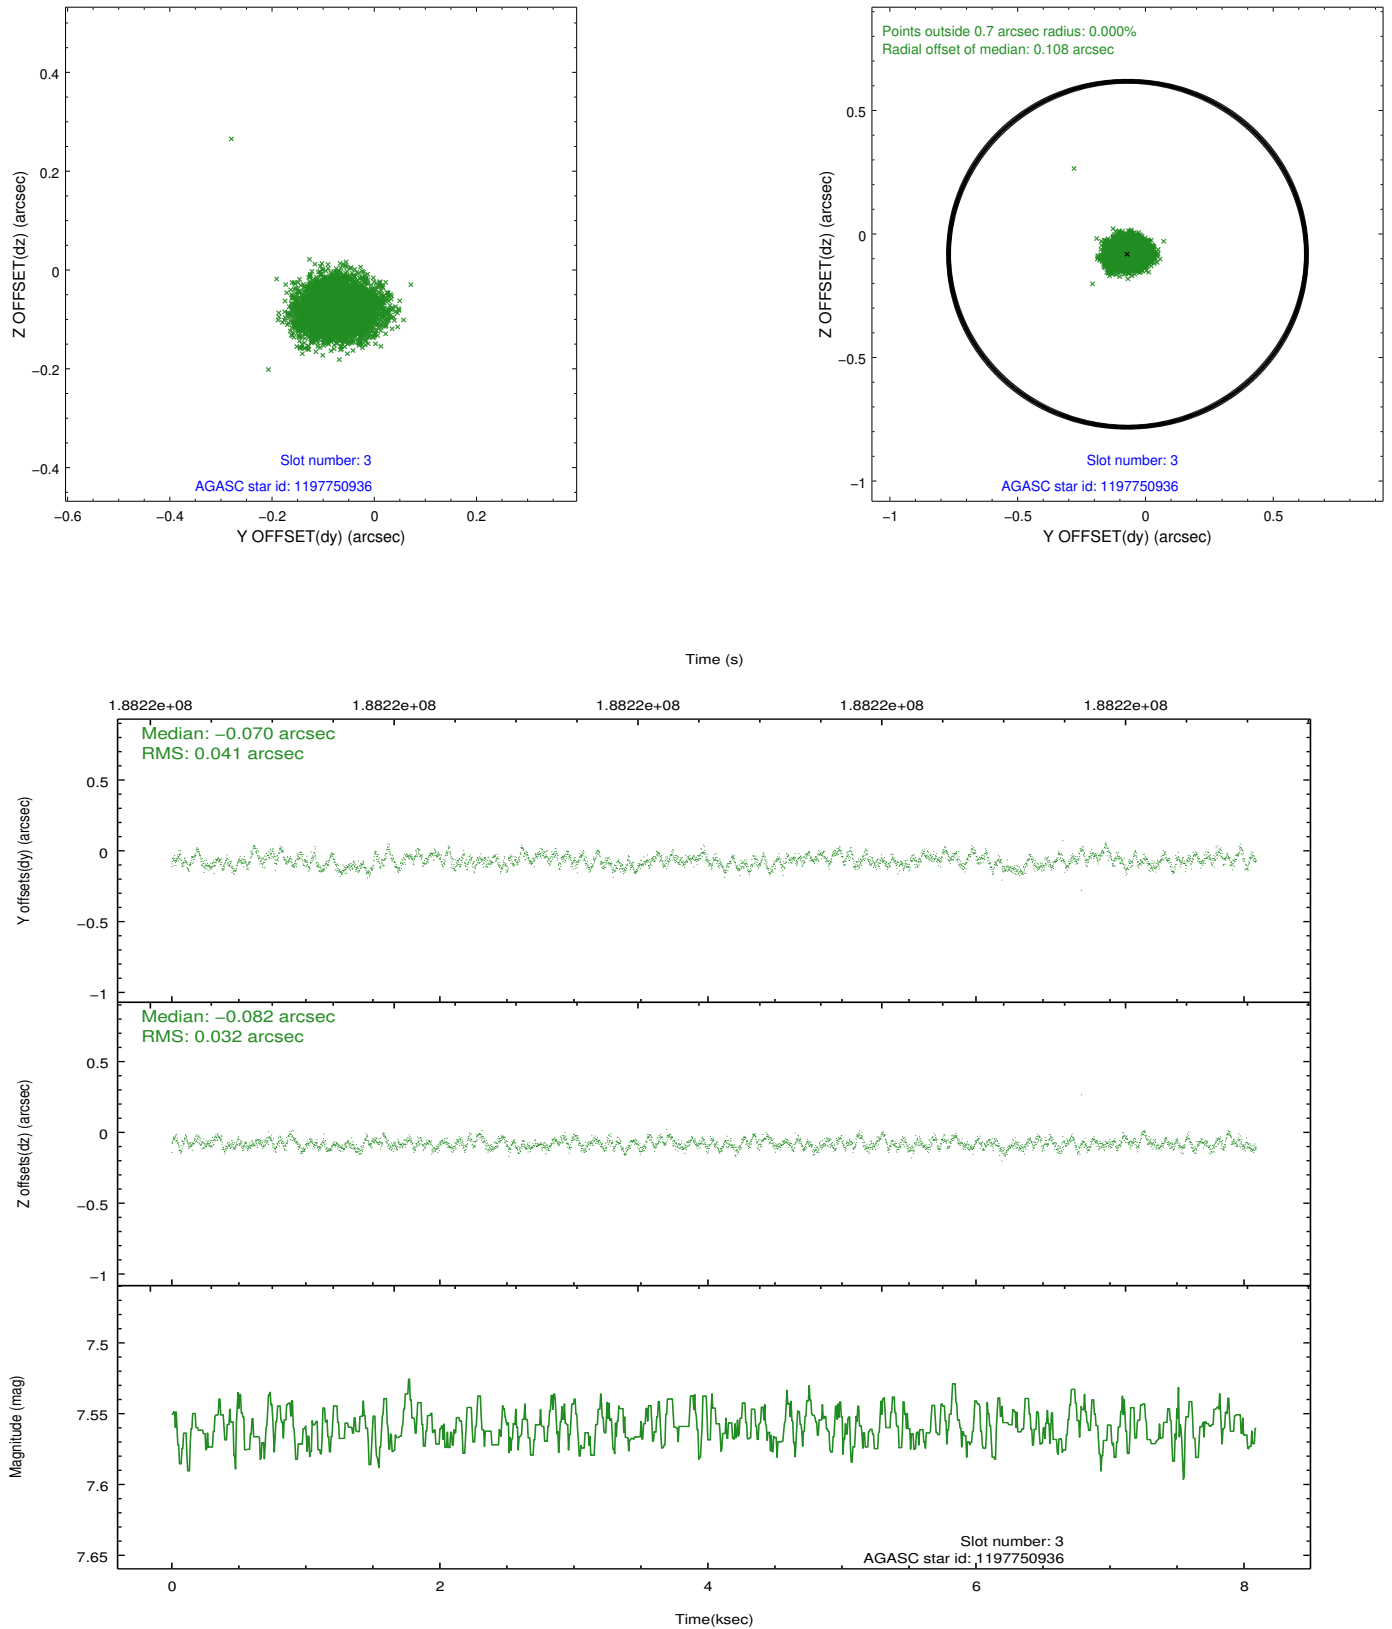 0.4
0.2
0
−0.2
−0.4
Z OFFSET(dz) (arcsec)
Slot number: 3
AGASC star id: 1197750936
−0.6 −0.4 −0.2 0 0.2
Y OFFSET(dy) (arcsec)
Points outside 0.7 arcsec radius: 0.000%
Radial offset of median: 0.108 arcsec
0.5
0
−0.5
−1
Z OFFSET(dz) (arcsec)
Slot number: 3
AGASC star id: 1197750936
−1 −0.5 0 0.5
Y OFFSET(dy) (arcsec)
Time (s)
1.8822e+08 1.8822e+08 1.8822e+08 1.8822e+08 1.8822e+08
Median: −0.070 arcsec
RMS: 0.041 arcsec
0.5
0
−0.5
−1
Y offsets(dy) (arcsec)
Median: −0.082 arcsec
RMS: 0.032 arcsec
0.5
0
−0.5
−1
Z offsets(dz) (arcsec)
7.5
7.55
7.6
7.65
Magnitude (mag)
Slot number: 3
AGASC star id: 1197750936
0 2 4 6 8
Time(ksec)